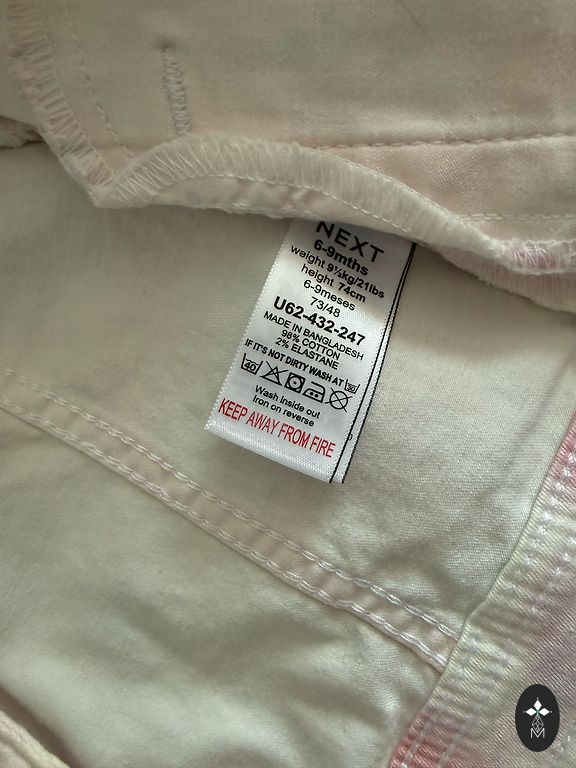 NEXT
6-9mths
weight 9½kg/21lbs
height 74cm
6-9meses
73/48
U62-432-247
MADE IN BANGLADESH
98% COTTON
2% ELASTANE
IF IT'S NOT DIRTY WASH AT 30
40
Wash inside out
Iron on reverse
KEEP AWAY FROM FIRE
M